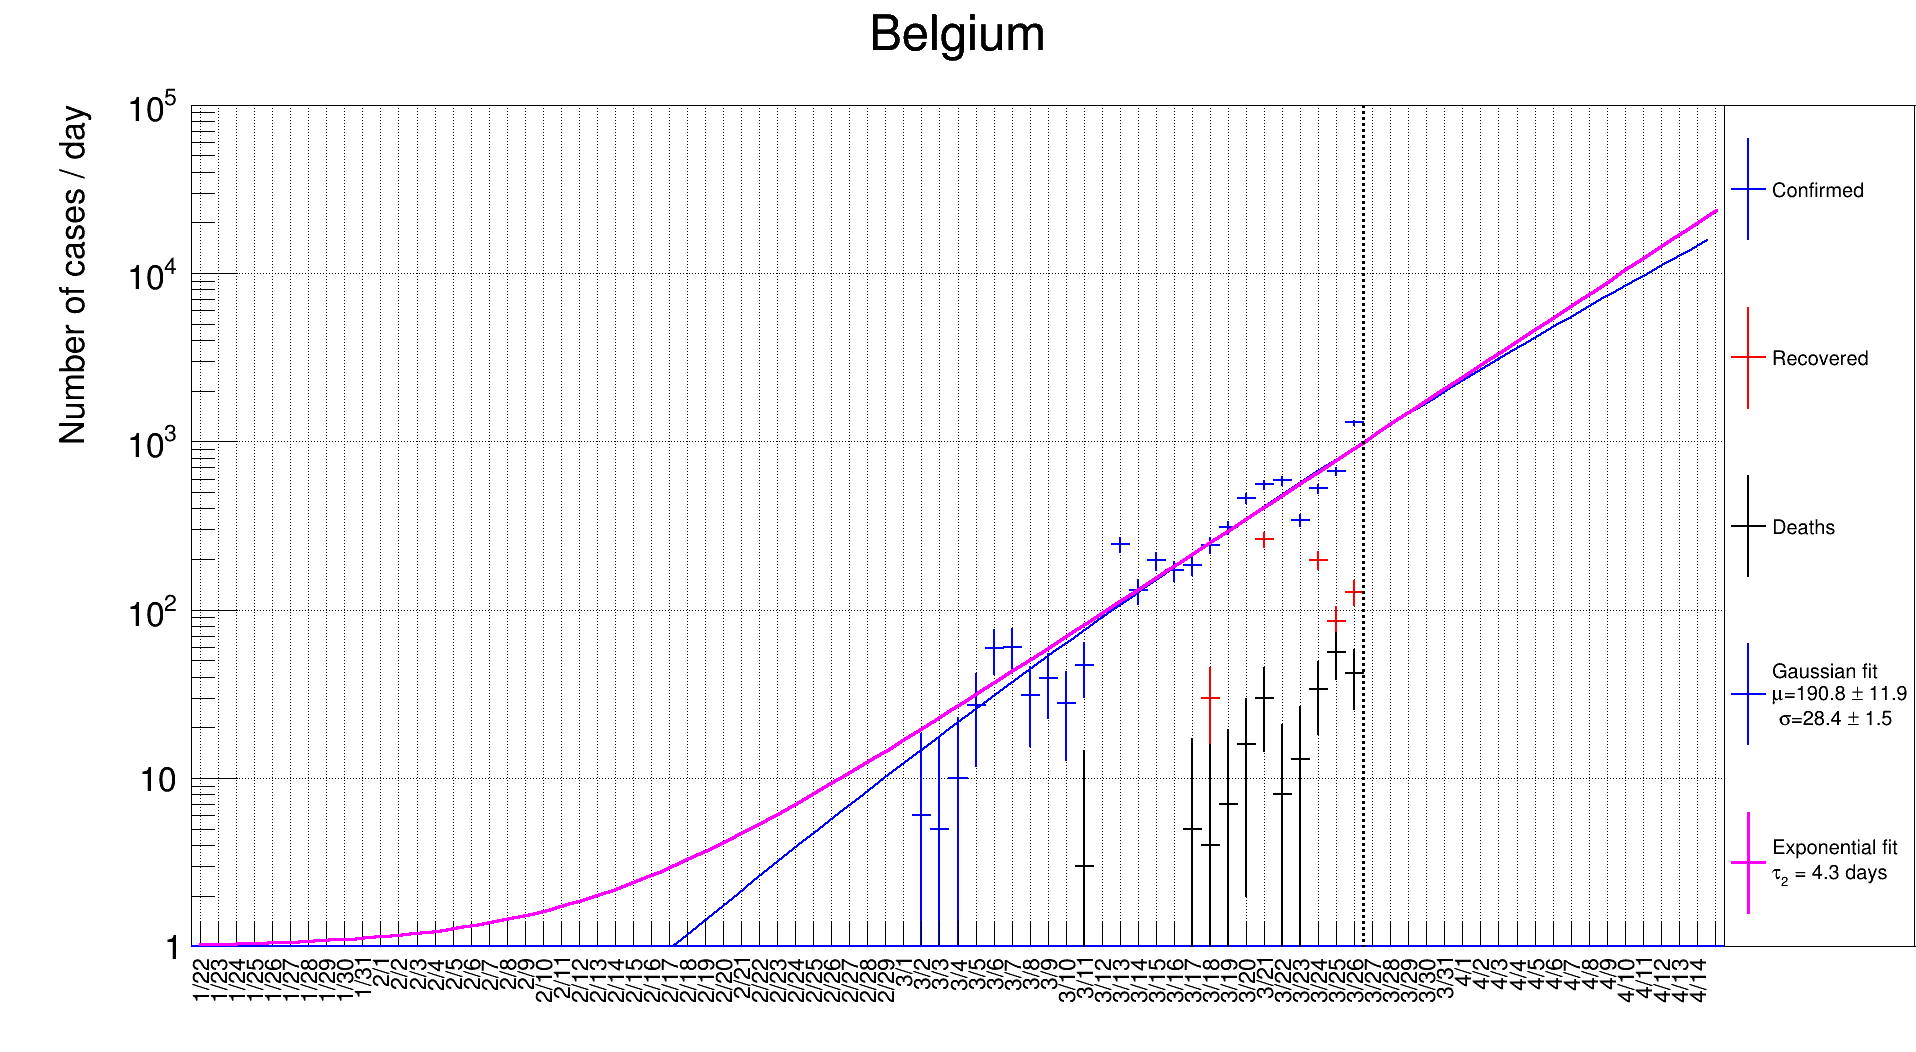 Belgium
Number of cases / day
10⁵
10⁴
10³
10²
10
1
1/22 1/23 1/24 1/25 1/26 1/27 1/28 1/29 1/30 1/31 2/1 2/2 2/3 2/4 2/5 2/6 2/7 2/8 2/9 2/10 2/11 2/12 2/13 2/14 2/15 2/16 2/17 2/18 2/19 2/20 2/21 2/22 2/23 2/24 2/25 2/26 2/27 2/28 2/29 3/1 3/2 3/3 3/4 3/5 3/6 3/7 3/8 3/9 3/10 3/11 3/12 3/13 3/14 3/15 3/16 3/17 3/18 3/19 3/20 3/21 3/22 3/23 3/24 3/25 3/26 3/27 3/28 3/29 3/30 3/31 4/1 4/2 4/3 4/4 4/5 4/6 4/7 4/8 4/9 4/10 4/11 4/12 4/13 4/14
Confirmed
Recovered
Deaths
Gaussian fit
μ=190.8 ± 11.9
σ=28.4 ± 1.5
Exponential fit
τ₂ = 4.3 days